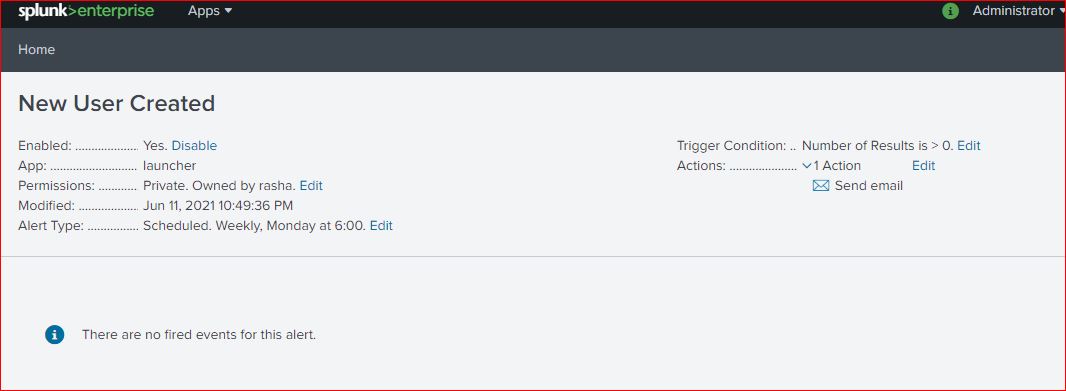 splunk>enterprise Apps Administrator
Home
New User Created
Enabled: ................... Yes. Disable
App: .......................... launcher
Permissions: ............ Private. Owned by rasha. Edit
Modified: .................. Jun 11, 2021 10:49:36 PM
Alert Type: ............... Scheduled. Weekly, Monday at 6:00. Edit
Trigger Condition: .. Number of Results is > 0. Edit
Actions: .................... 1 Action Edit
Send email
There are no fired events for this alert.